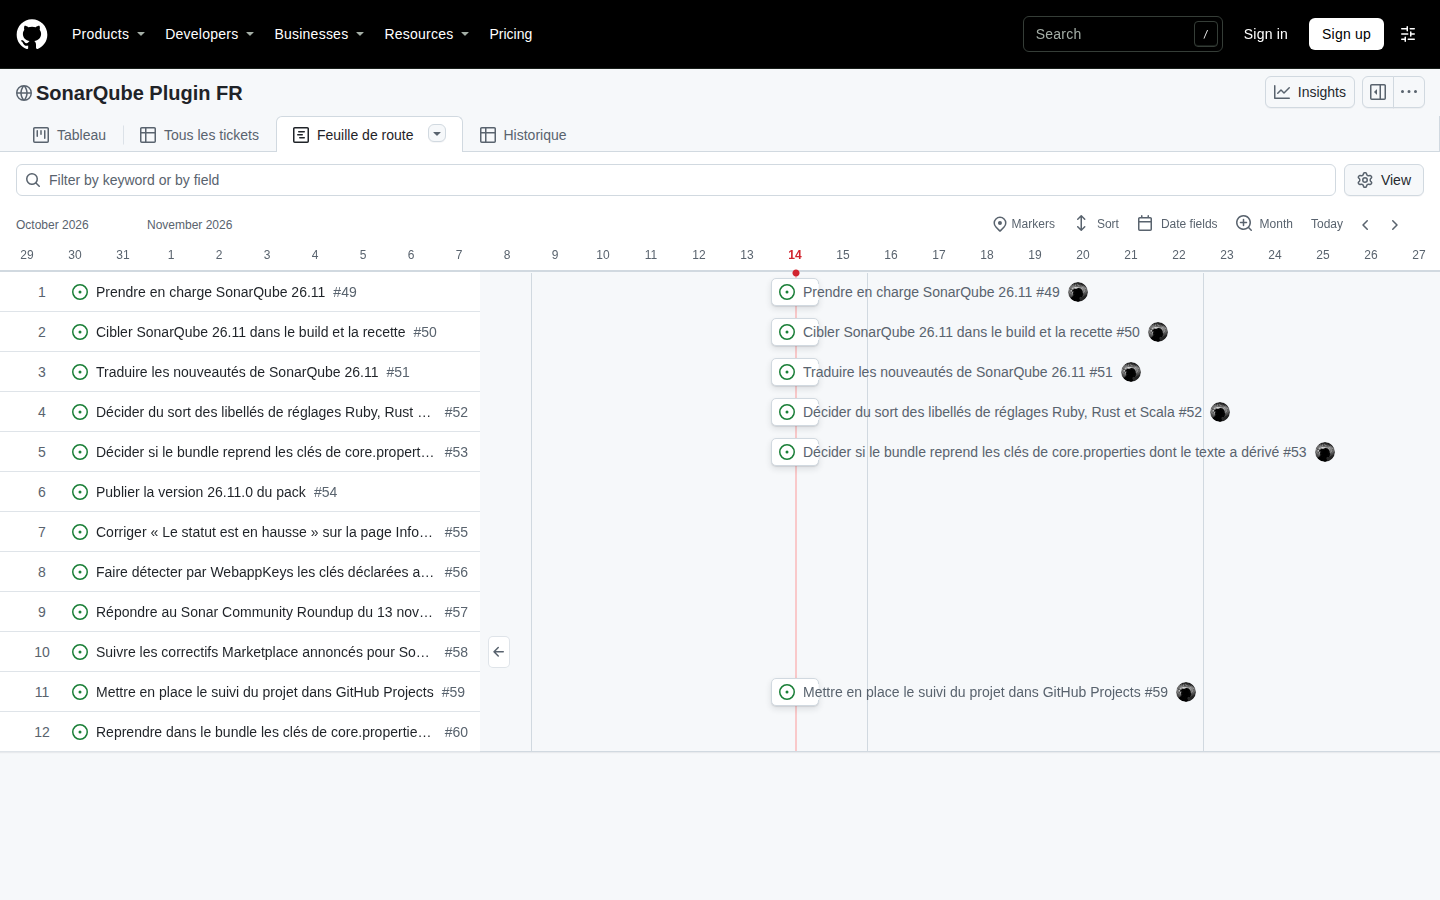 Products Developers Businesses Resources Pricing Search / Sign in Sign up
SonarQube Plugin FR Insights
Tableau Tous les tickets Feuille de route Historique
Filter by keyword or by field View
October 2026 November 2026 Markers Sort Date fields Month Today
29 30 31 1 2 3 4 5 6 7 8 9 10 11 12 13 14 15 16 17 18 19 20 21 22 23 24 25 26 27
1 Prendre en charge SonarQube 26.11 #49 Prendre en charge SonarQube 26.11 #49
2 Cibler SonarQube 26.11 dans le build et la recette #50 Cibler SonarQube 26.11 dans le build et la recette #50
3 Traduire les nouveautés de SonarQube 26.11 #51 Traduire les nouveautés de SonarQube 26.11 #51
4 Décider du sort des libellés de réglages Ruby, Rust … #52 Décider du sort des libellés de réglages Ruby, Rust et Scala #52
5 Décider si le bundle reprend les clés de core.propert… #53 Décider si le bundle reprend les clés de core.properties dont le texte a dérivé #53
6 Publier la version 26.11.0 du pack #54
7 Corriger « Le statut est en hausse » sur la page Info… #55
8 Faire détecter par WebappKeys les clés déclarées a… #56
9 Répondre au Sonar Community Roundup du 13 nov… #57
10 Suivre les correctifs Marketplace annoncés pour So… #58
11 Mettre en place le suivi du projet dans GitHub Projects #59 Mettre en place le suivi du projet dans GitHub Projects #59
12 Reprendre dans le bundle les clés de core.propertie… #60